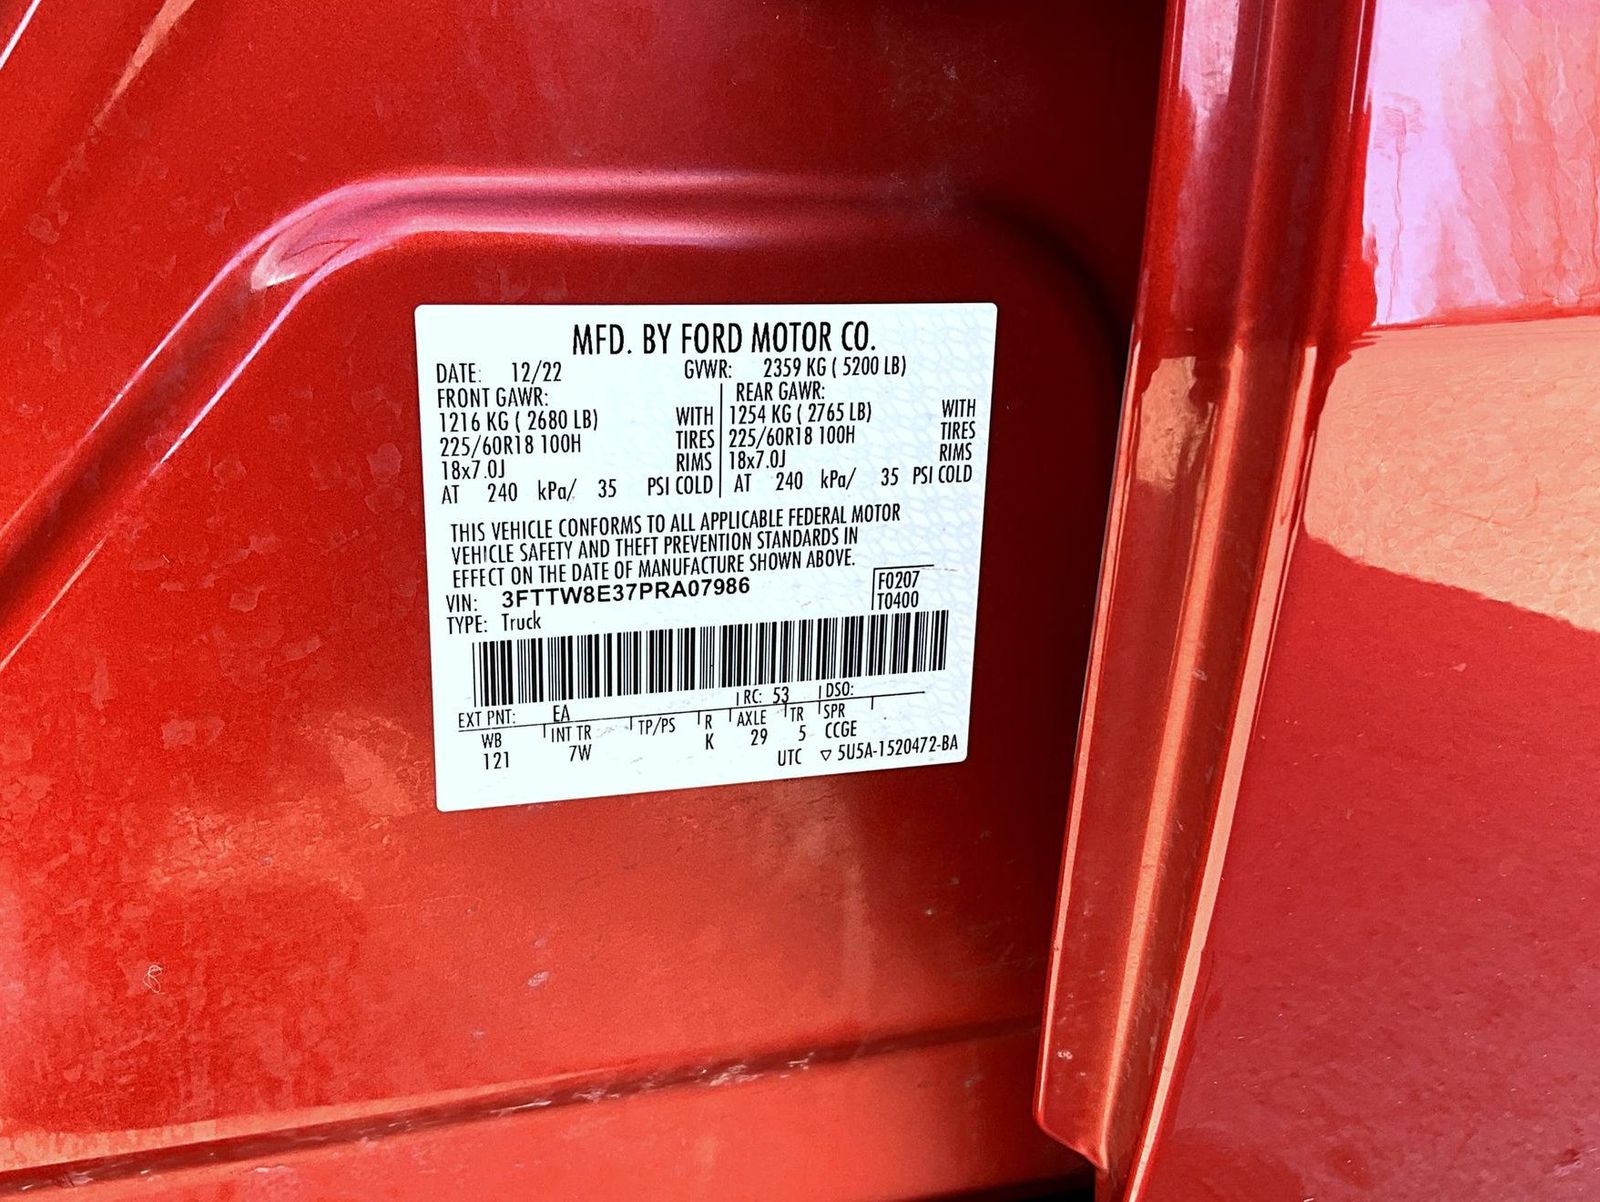 MFD. BY FORD MOTOR CO.
DATE: 12/22 GVWR: 2359 KG ( 5200 LB)
FRONT GAWR: REAR GAWR:
1216 KG ( 2680 LB) WITH 1254 KG ( 2765 LB) WITH
225/60R18 100H TIRES 225/60R18 100H TIRES
18x7.0J RIMS 18x7.0J RIMS
AT 240 kPa/ 35 PSI COLD AT 240 kPa/ 35 PSI COLD
THIS VEHICLE CONFORMS TO ALL APPLICABLE FEDERAL MOTOR
VEHICLE SAFETY AND THEFT PREVENTION STANDARDS IN
EFFECT ON THE DATE OF MANUFACTURE SHOWN ABOVE.
VIN: 3FTTW8E37PRA07986 F0207
TYPE: Truck T0400
EXT PNT: EA RC: 53 DSO:
WB INT TR TP/PS R AXLE TR SPR
121 7W K 29 5 CCGE
UTC ▽ 5U5A-1520472-BA